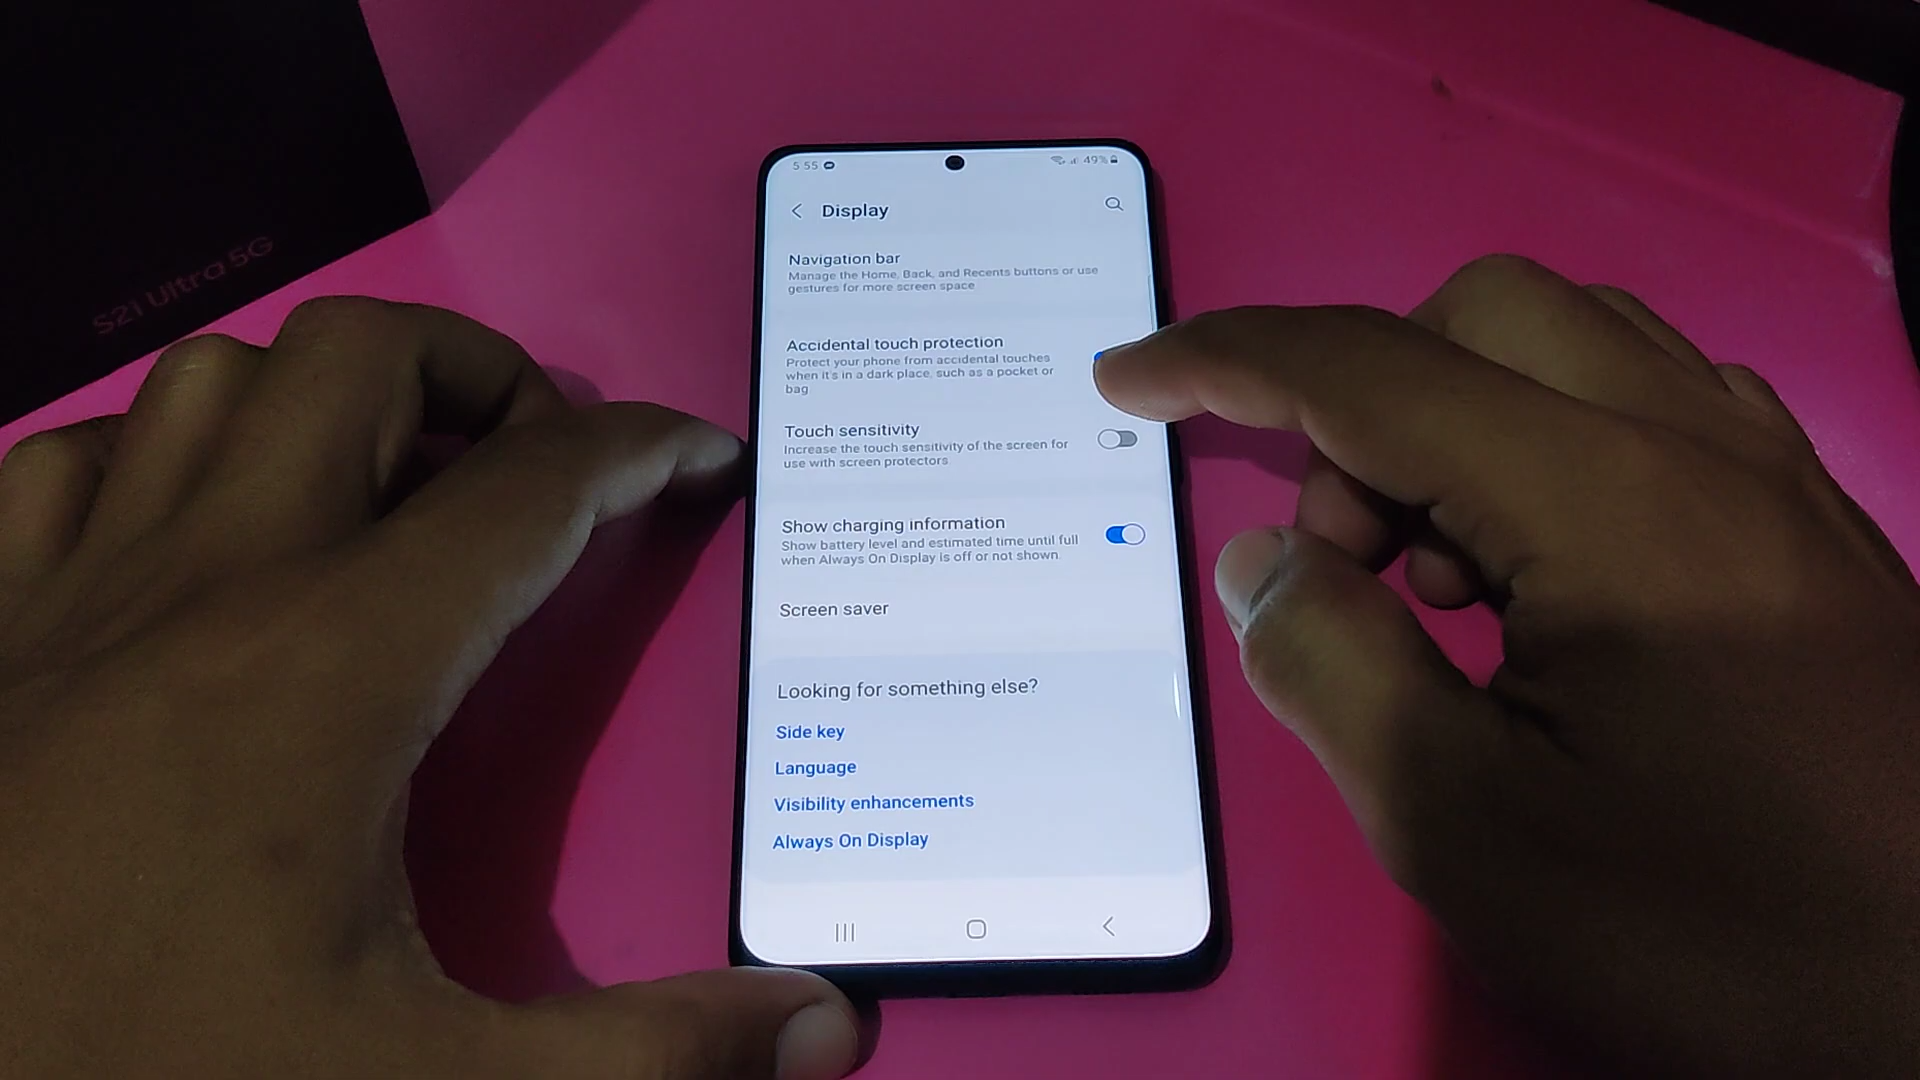 S21 Ultra 5G
5:55
49%
Display
Navigation bar
Manage the Home, Back, and Recents buttons or use
gestures for more screen space
Accidental touch protection
Protect your phone from accidental touches
when it's in a dark place, such as a pocket or
bag
Touch sensitivity
Increase the touch sensitivity of the screen for
use with screen protectors
Show charging information
Show battery level and estimated time until full
when Always On Display is off or not shown.
Screen saver
Looking for something else?
Side key
Language
Visibility enhancements
Always On Display